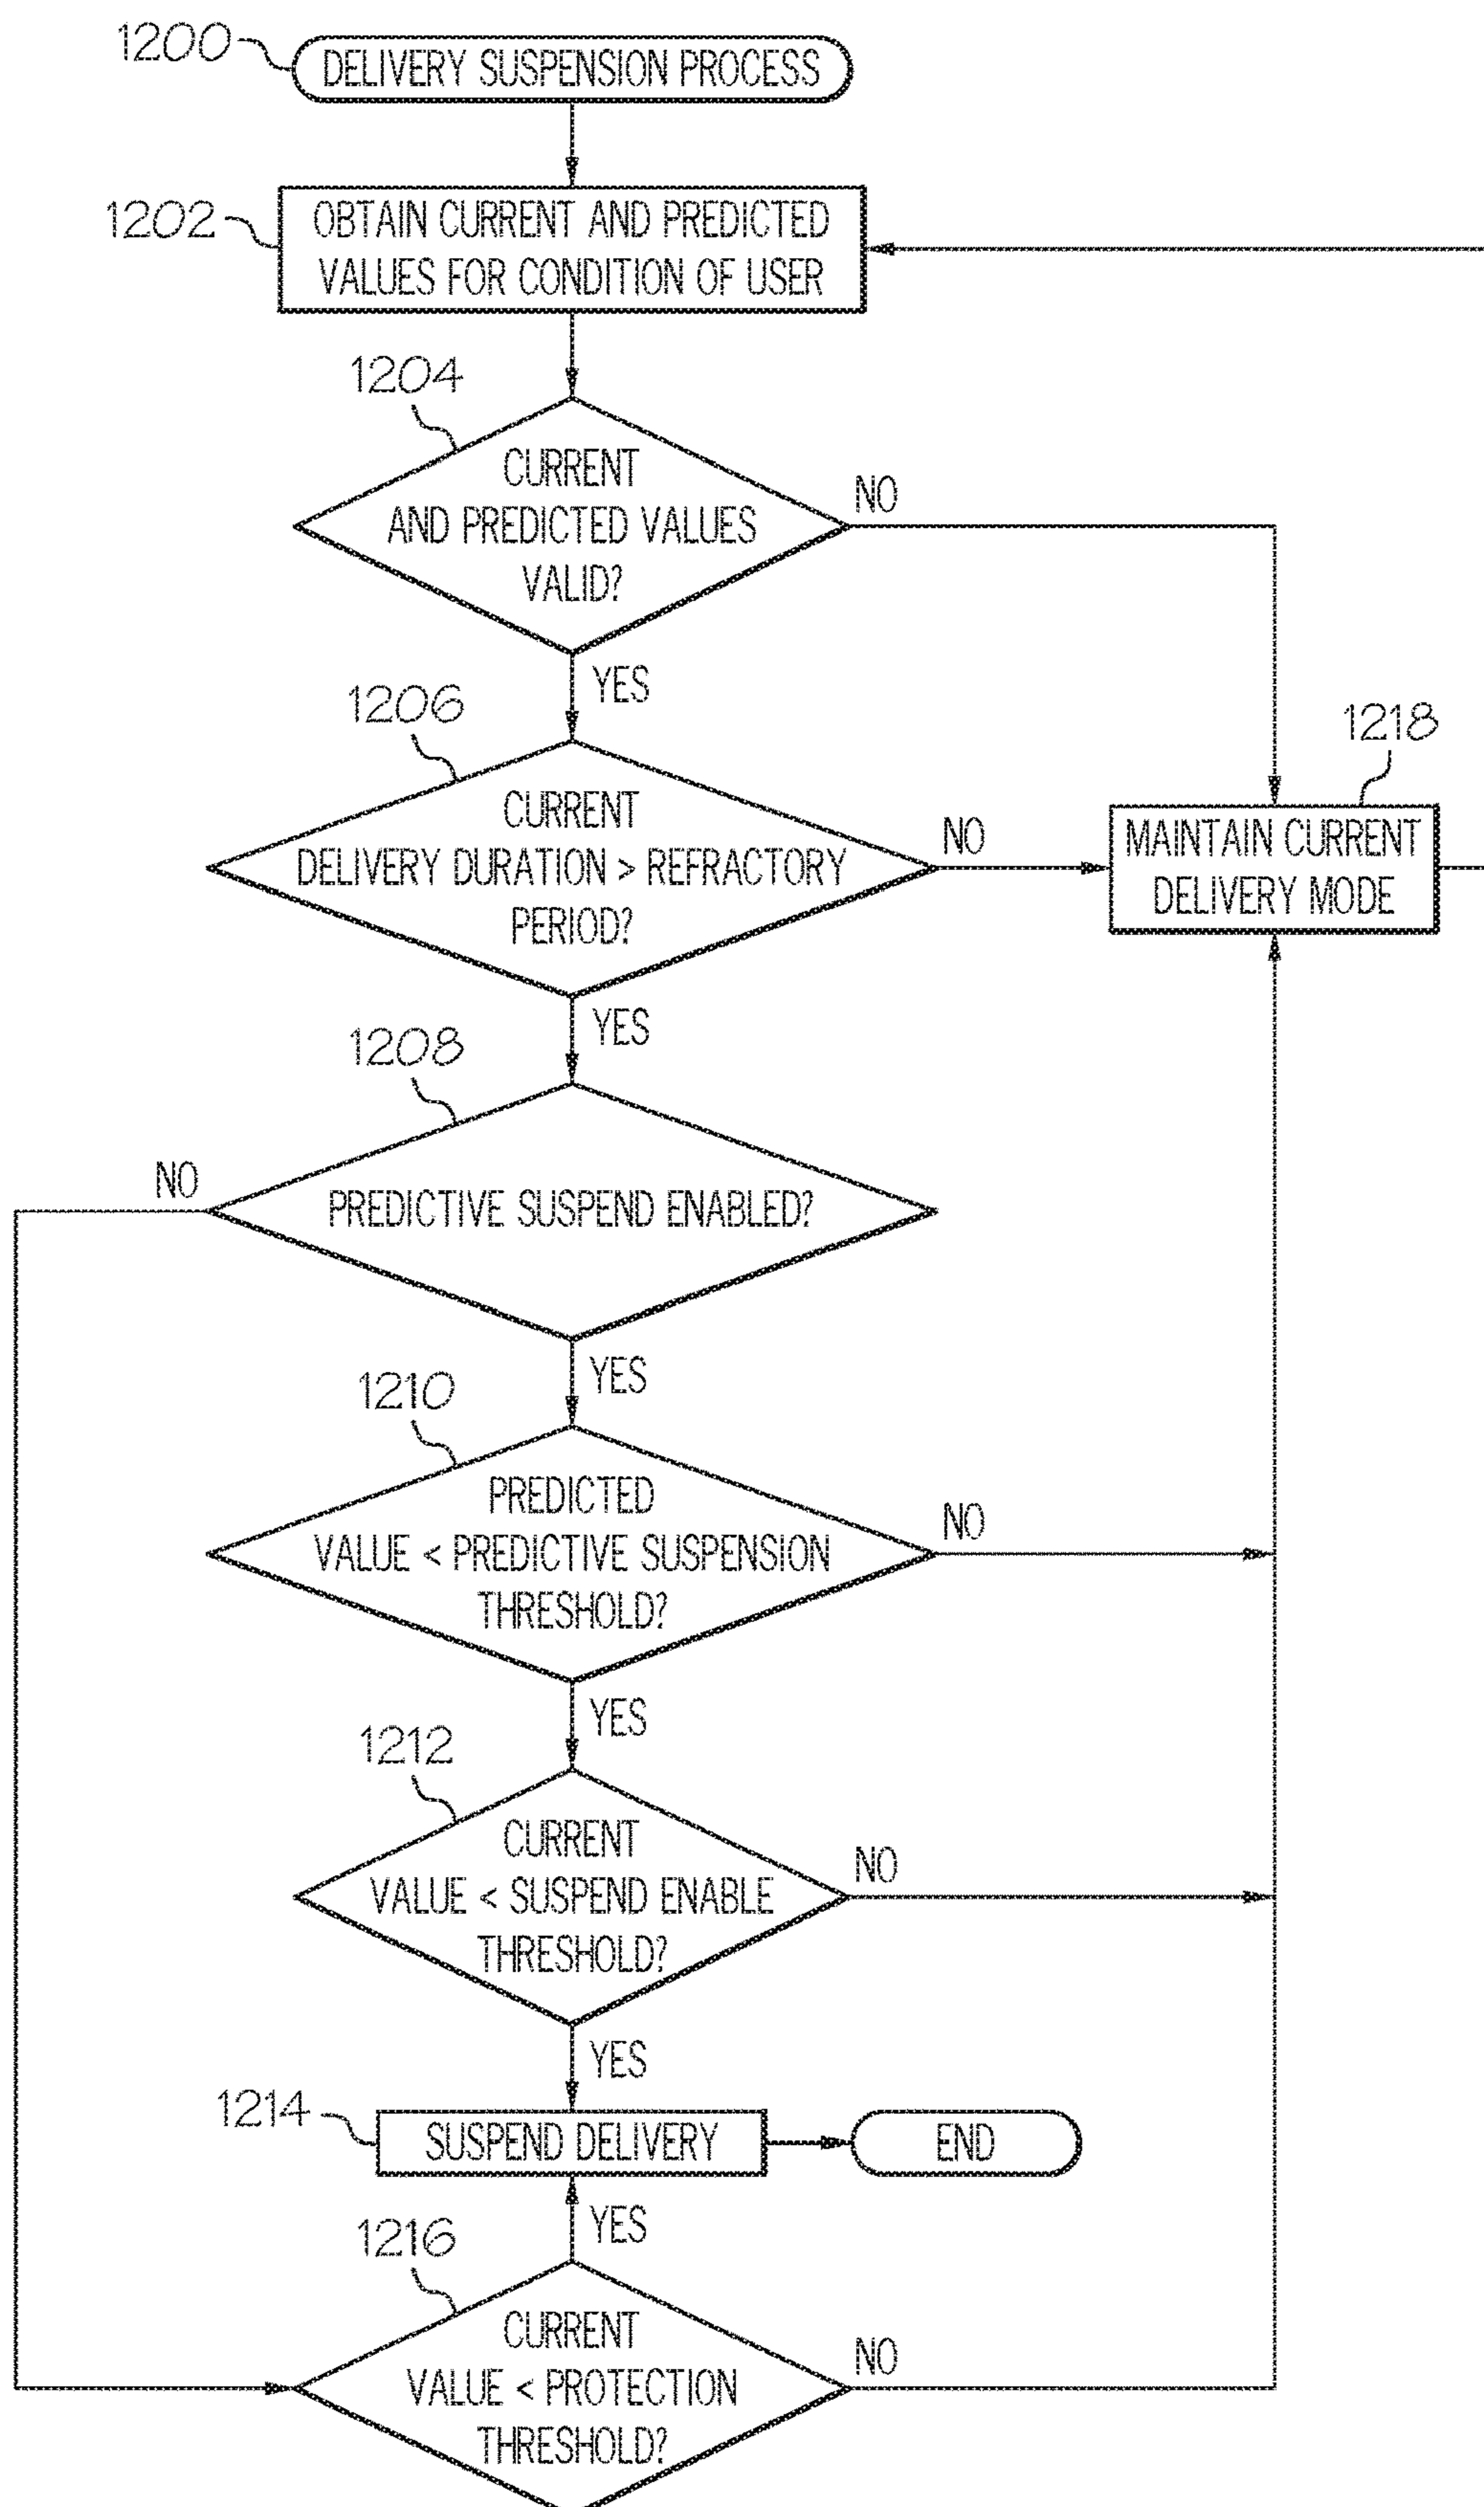 1200
DELIVERY SUSPENSION PROCESS
1202
OBTAIN CURRENT AND PREDICTED
VALUES FOR CONDITION OF USER
1204
CURRENT
AND PREDICTED VALUES
VALID?
NO
YES
1206
CURRENT
DELIVERY DURATION > REFRACTORY
PERIOD?
NO
1218
MAINTAIN CURRENT
DELIVERY MODE
YES
1208
PREDICTIVE SUSPEND ENABLED?
NO
YES
1210
PREDICTED
VALUE < PREDICTIVE SUSPENSION
THRESHOLD?
NO
YES
1212
CURRENT
VALUE < SUSPEND ENABLE
THRESHOLD?
NO
YES
1214
SUSPEND DELIVERY
END
YES
1216
CURRENT
VALUE < PROTECTION
THRESHOLD?
NO